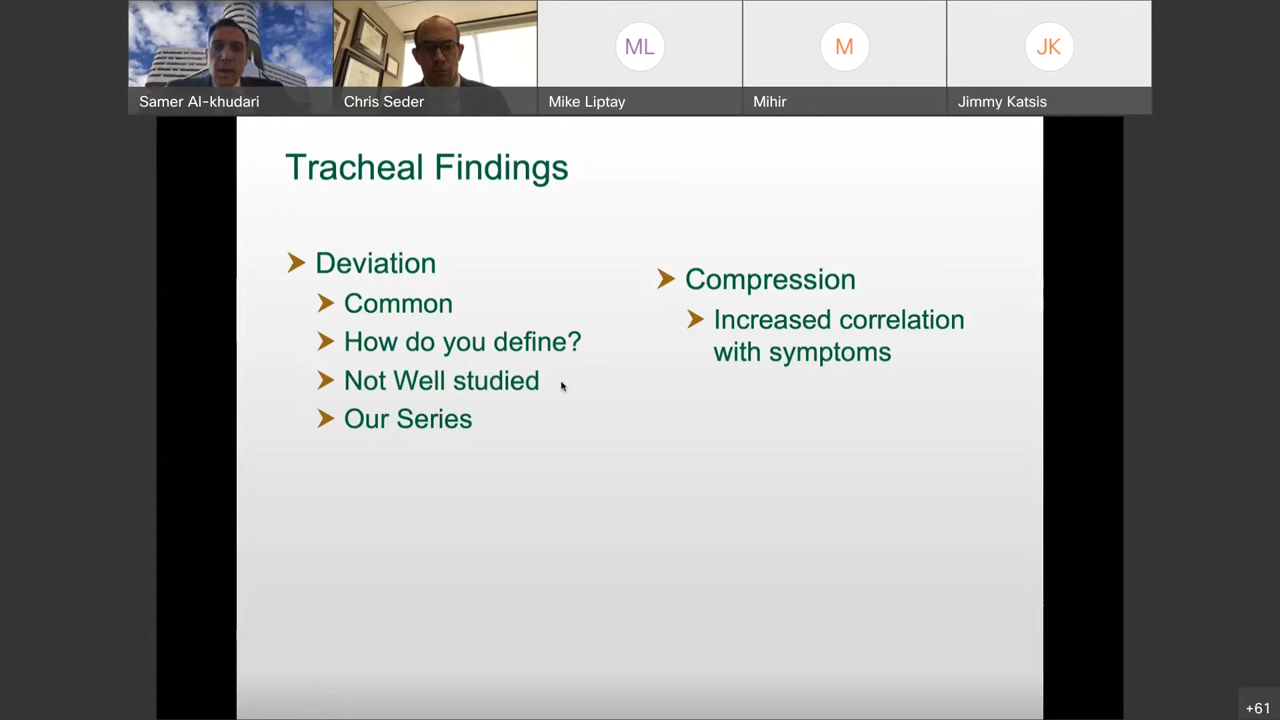 ML
M
JK
Samer Al-khudari
Chris Seder
Mike Liptay
Mihir
Jimmy Katsis
Tracheal Findings
Deviation
Common
How do you define?
Not Well studied
Our Series
Compression
Increased correlation
with symptoms
+61